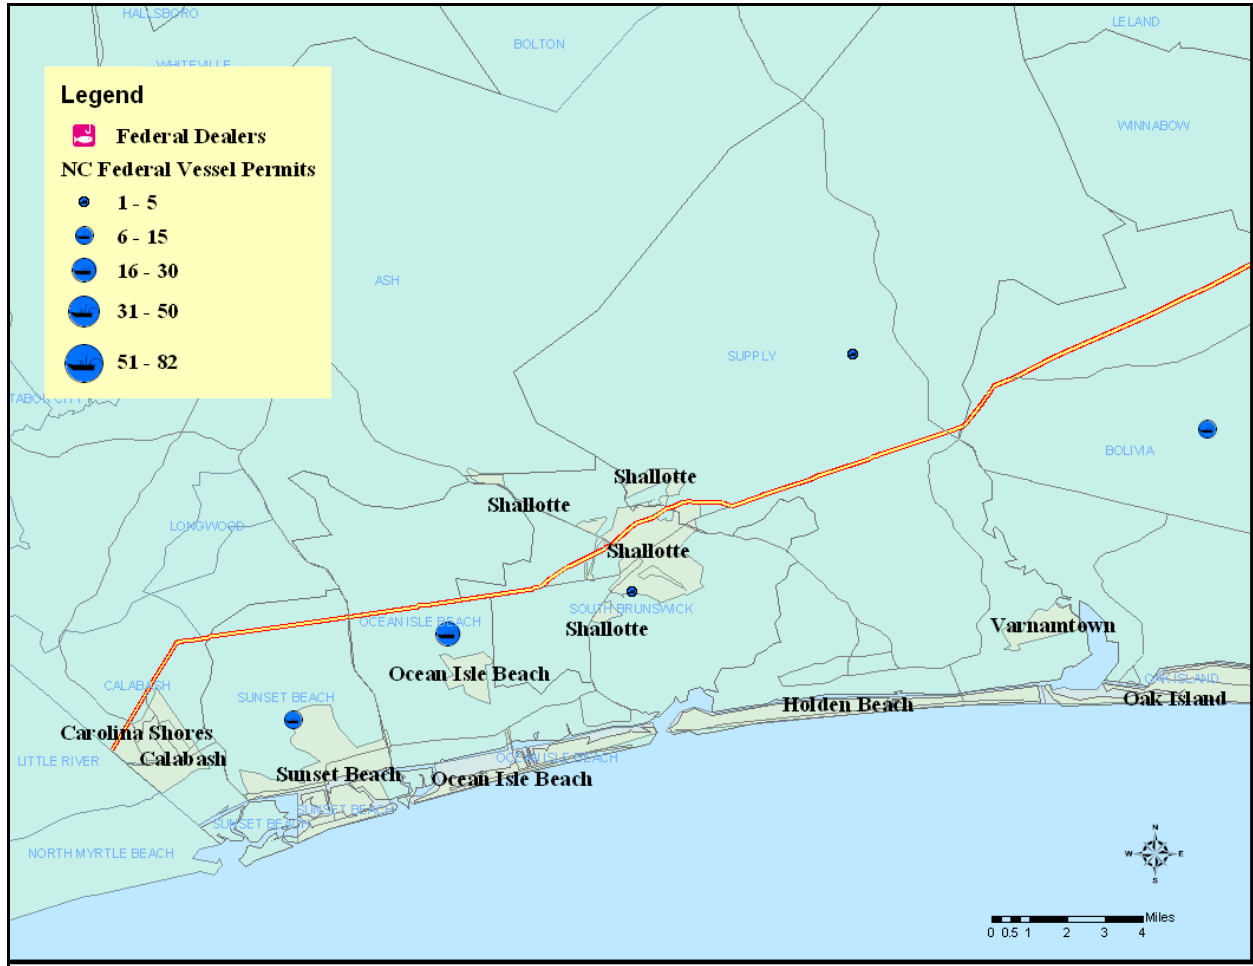 HALLSBORO
LELAND
BOLTON
WHITEVILLE
Legend
Federal Dealers
NC Federal Vessel Permits
1 - 5
6 - 15
16 - 30
31 - 50
51 - 82
WINNABOW
ASH
SUPPLY
TABOR CITY
BOLIVIA
Shallotte
Shallotte
LONGWOOD
Shallotte
SOUTH BRUNSWICK
OCEAN ISLE BEACH
Shallotte
Varnamtown
Ocean Isle Beach
OAK ISLAND
CALABASH
SUNSET BEACH
Oak Island
Holden Beach
Carolina Shores
Calabash
LITTLE RIVER
OCEAN ISLE BEACH
Sunset Beach
Ocean Isle Beach
SUNSET BEACH
SUNSET BEACH
NORTH MYRTLE BEACH
N
W
E
S
Miles
0 0.5 1 2 3 4